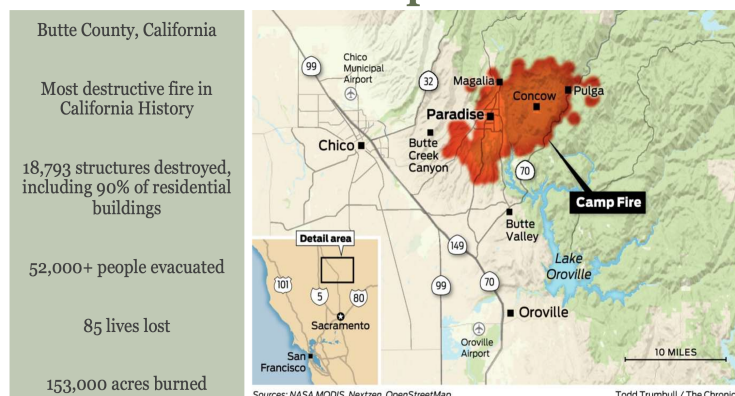 Butte County, California
Most destructive fire in
California History
18,793 structures destroyed,
including 90% of residential
buildings
52,000+ people evacuated
85 lives lost
153,000 acres burned
99
Chico
Municipal
Airport
32
Magalia
Concow
Pulga
Paradise
Chico
Butte
Creek
Canyon
70
Camp Fire
Butte
Valley
149
Lake
Oroville
99
70
Oroville
Oroville
Airport
10 MILES
Detail area
101
5
80
Sacramento
San
Francisco
Sources: NASA MODIS, Nextzen, OpenStreetMap
Todd Trumbull / The Chronic